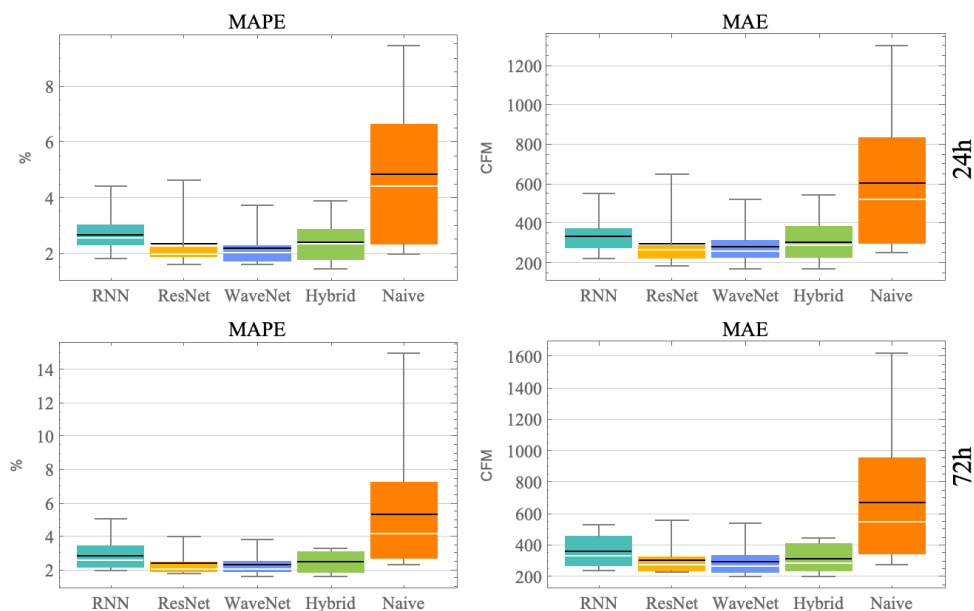 MAPE
%
8
6
4
2
RNN ResNet WaveNet Hybrid Naive
MAE
CFM
1200
1000
800
600
400
200
RNN ResNet WaveNet Hybrid Naive
24h
MAPE
%
14
12
10
8
6
4
2
RNN ResNet WaveNet Hybrid Naive
MAE
CFM
1600
1400
1200
1000
800
600
400
200
RNN ResNet WaveNet Hybrid Naive
72h